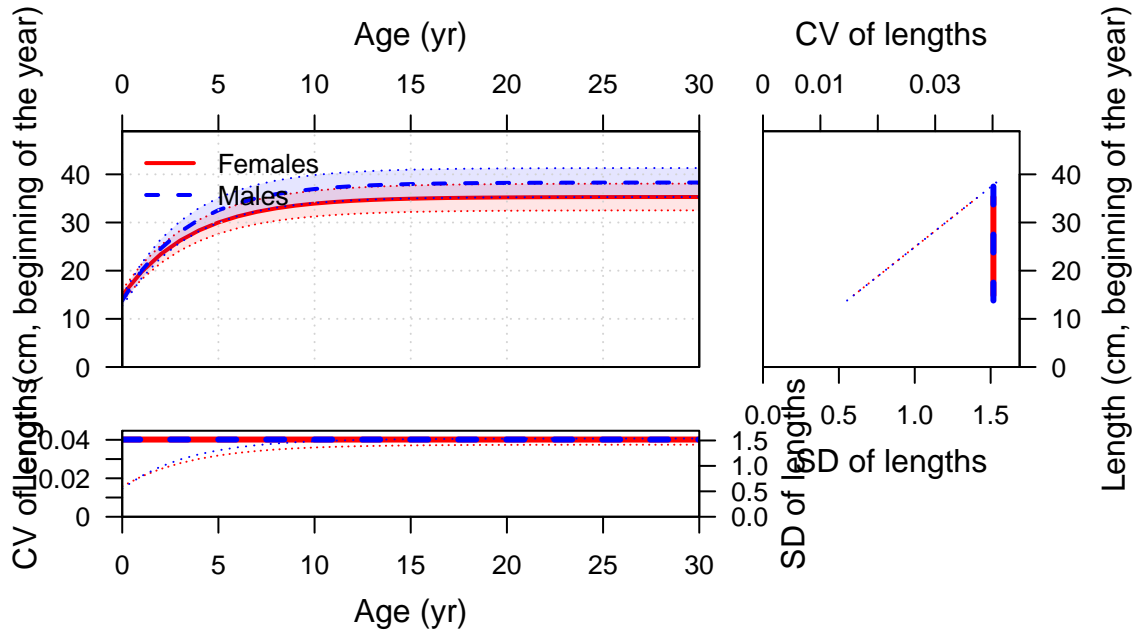 Age (yr)
CV of lengths
0 5 10 15 20 25 30
0 0.01 0.03
Length (cm, beginning of the year)
0 10 20 30 40
Females
Males
0 10 20 30 40
Length (cm, beginning of the year)
0.0 0.5 1.0 1.5
SD of lengths
CV of lengths
0 0.02 0.04
0.0 0.5 1.0 1.5
SD of lengths
0 5 10 15 20 25 30
Age (yr)